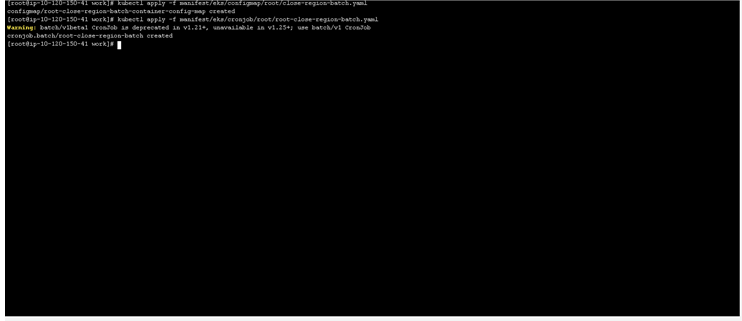 [root@ip-10-120-150-41 work]# kubectl apply -f manifest/eks/configmap/root/close-region-batch.yaml
configmap/root-close-region-batch-container-config-map created
[root@ip-10-120-150-41 work]# kubectl apply -f manifest/eks/cronjob/root/root-close-region-batch.yaml
Warning: batch/v1beta1 CronJob is deprecated in v1.21+, unavailable in v1.25+; use batch/v1 CronJob
cronjob.batch/root-close-region-batch created
[root@ip-10-120-150-41 work]#